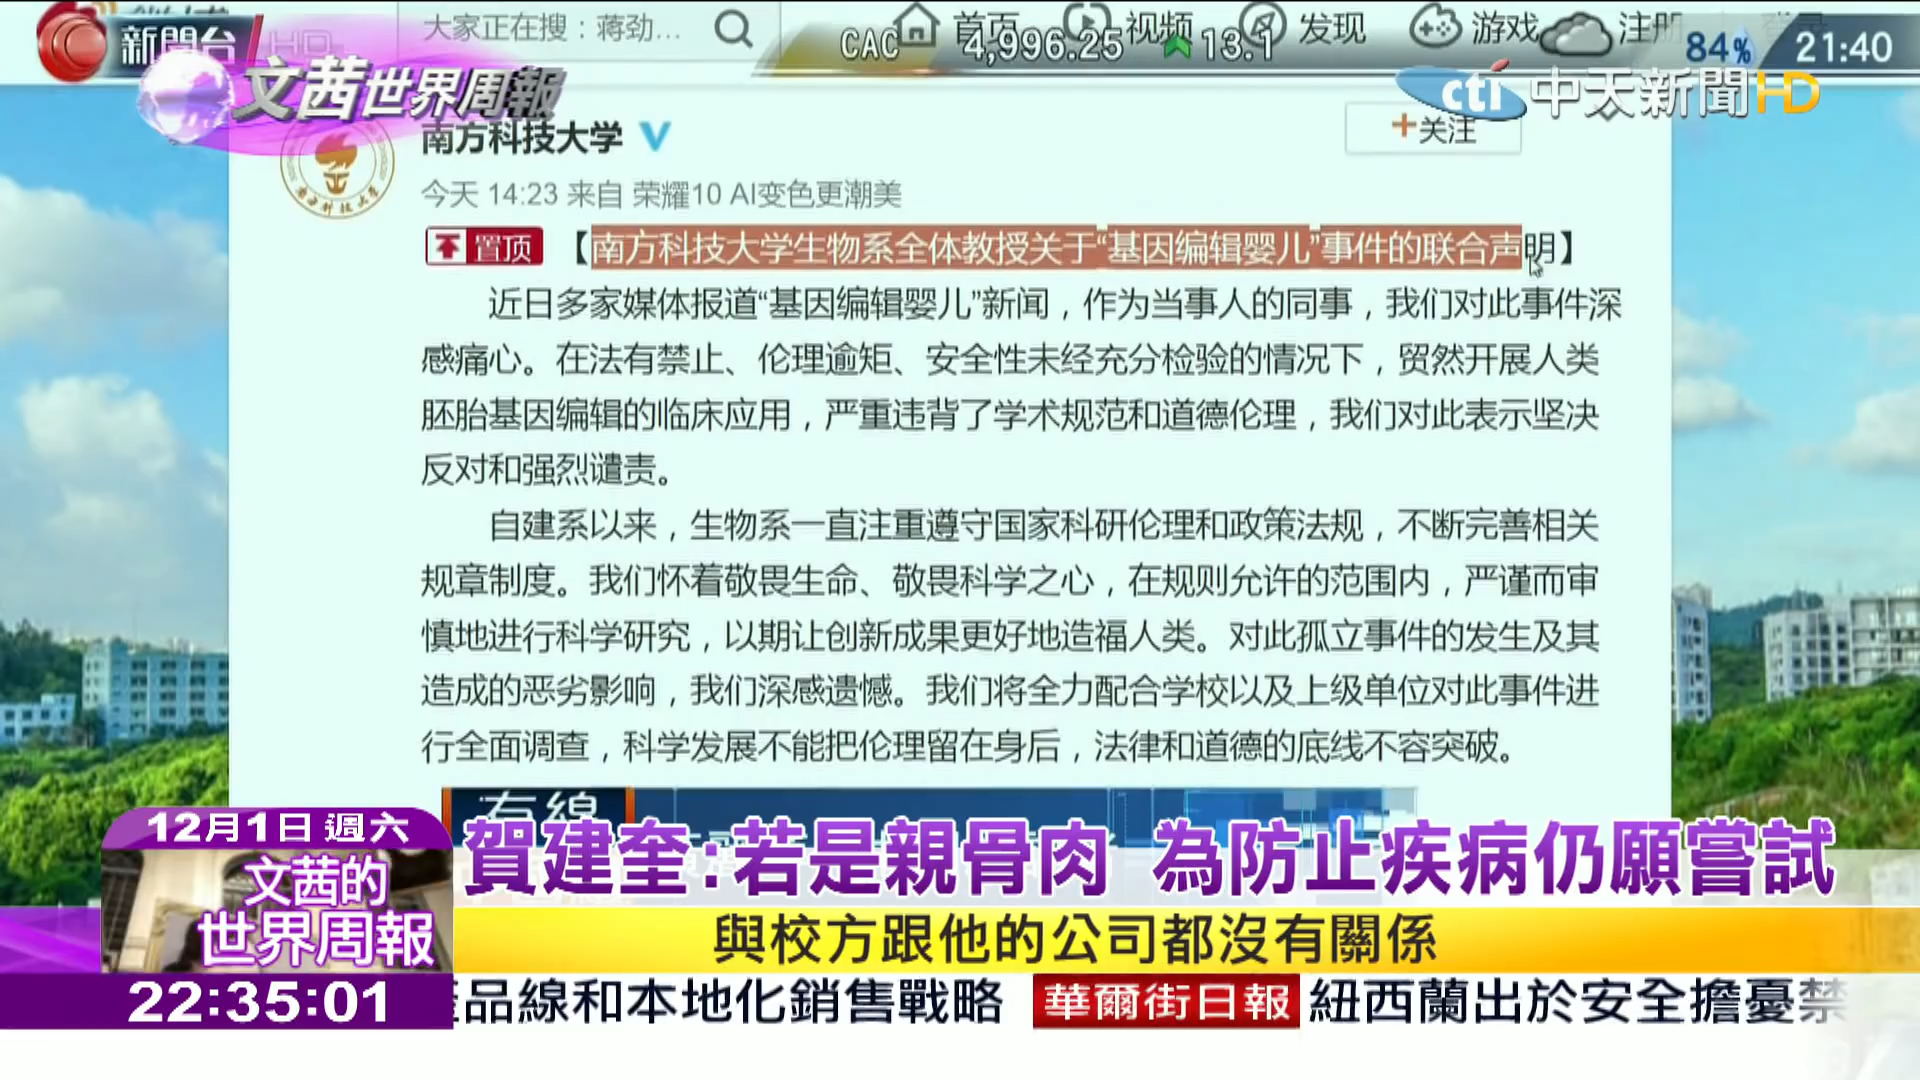 新聞台
大家正在搜：蒋劲...
首页
视频
发现
游戏
注册
CAC 4,996.25 13.1
84%
21:40
文茜世界周報
cti 中天新聞HD
南方科技大学
+关注
今天 14:23 来自 荣耀10 AI变色更潮美
置顶 【南方科技大学生物系全体教授关于“基因编辑婴儿”事件的联合声明】
近日多家媒体报道“基因编辑婴儿”新闻，作为当事人的同事，我们对此事件深
感痛心。在法有禁止、伦理逾矩、安全性未经充分检验的情况下，贸然开展人类
胚胎基因编辑的临床应用，严重违背了学术规范和道德伦理，我们对此表示坚决
反对和强烈谴责。
自建系以来，生物系一直注重遵守国家科研伦理和政策法规，不断完善相关
规章制度。我们怀着敬畏生命、敬畏科学之心，在规则允许的范围内，严谨而审
慎地进行科学研究，以期让创新成果更好地造福人类。对此孤立事件的发生及其
造成的恶劣影响，我们深感遗憾。我们将全力配合学校以及上级单位对此事件进
行全面调查，科学发展不能把伦理留在身后，法律和道德的底线不容突破。
有線
12月1日 週六
文茜的
世界周報
賀建奎:若是親骨肉 為防止疾病仍願嘗試
與校方跟他的公司都沒有關係
22:35:01
品線和本地化銷售戰略 華爾街日報 紐西蘭出於安全擔憂禁